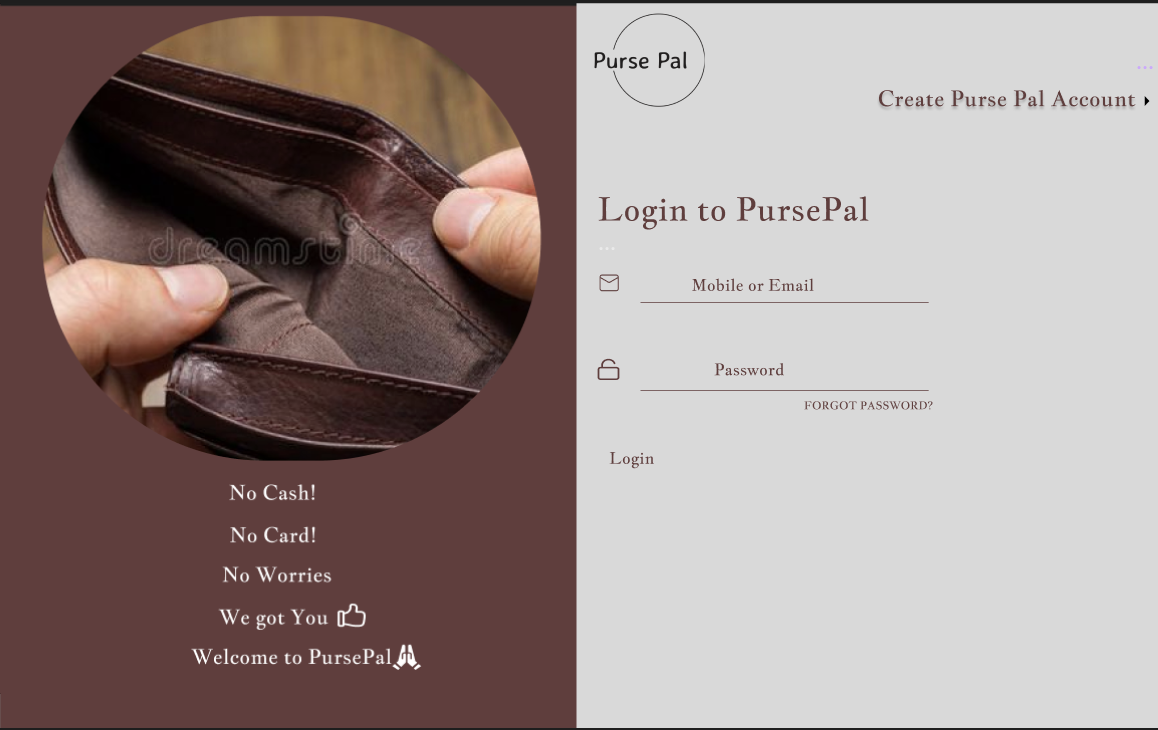 dreamstime
No Cash!
No Card!
No Worries
We got You
Welcome to PursePal
Purse Pal
Create Purse Pal Account
Login to PursePal
Mobile or Email
Password
FORGOT PASSWORD?
Login